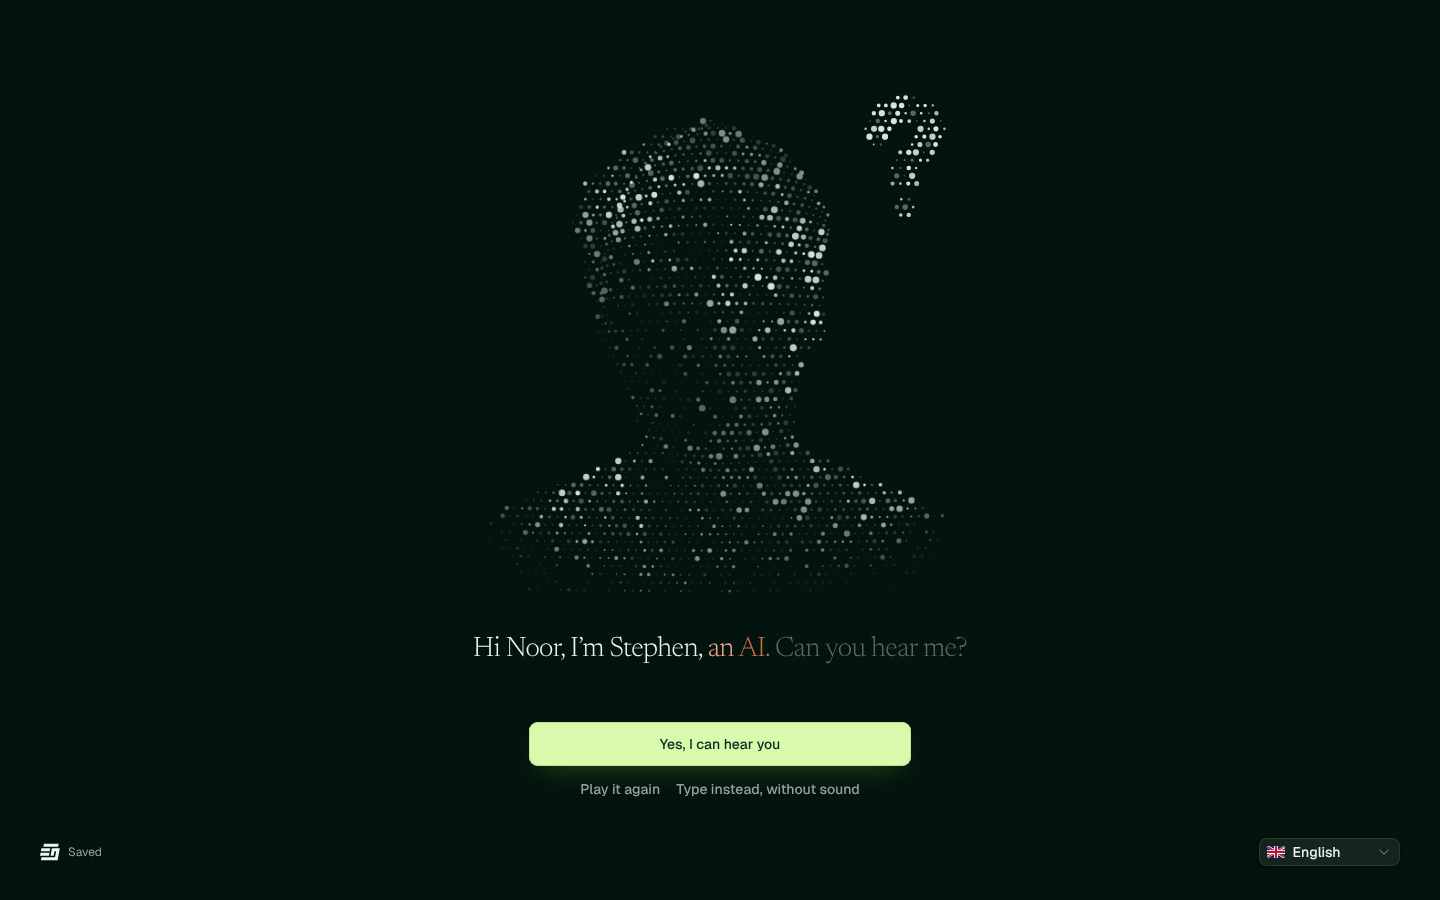 ?
Hi Noor, I’m Stephen, an AI. Can you hear me?
Yes, I can hear you
Play it again Type instead, without sound
Saved
English